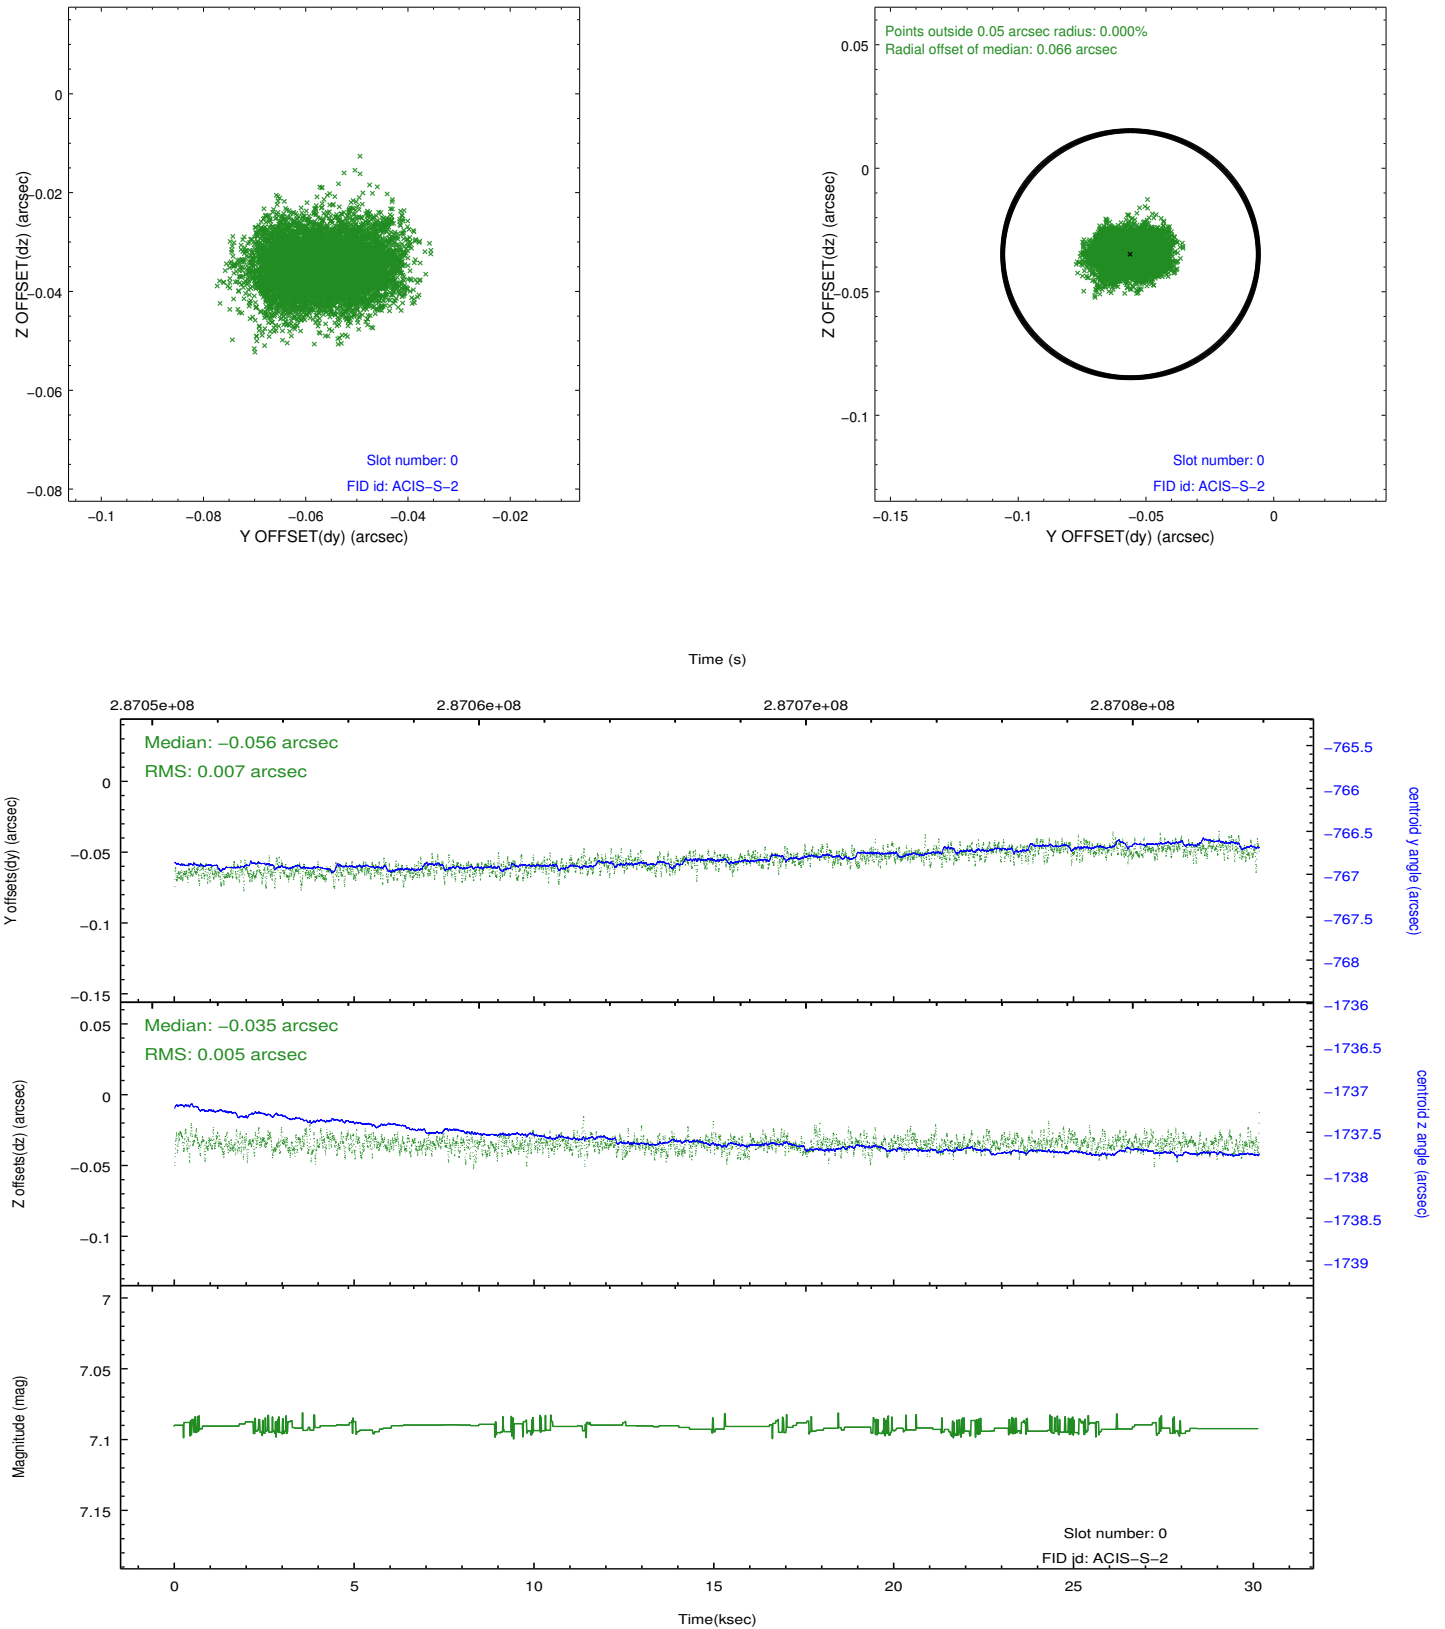 0
−0.02
−0.04
−0.06
−0.08
Z OFFSET(dz) (arcsec)
Slot number: 0
FID id: ACIS−S−2
−0.1
−0.08
−0.06
−0.04
−0.02
Y OFFSET(dy) (arcsec)
Points outside 0.05 arcsec radius: 0.000%
Radial offset of median: 0.066 arcsec
0.05
0
−0.05
−0.1
Z OFFSET(dz) (arcsec)
Slot number: 0
FID id: ACIS−S−2
−0.15
−0.1
−0.05
0
Y OFFSET(dy) (arcsec)
Time (s)
2.8705e+08
2.8706e+08
2.8707e+08
2.8708e+08
Median: −0.056 arcsec
RMS: 0.007 arcsec
0
−0.05
−0.1
−0.15
Y offsets(dy) (arcsec)
−765.5
−766
−766.5
−767
−767.5
−768
centroid y angle (arcsec)
Median: −0.035 arcsec
RMS: 0.005 arcsec
0.05
0
−0.05
−0.1
Z offsets(dz) (arcsec)
−1736
−1736.5
−1737
−1737.5
−1738
−1738.5
−1739
centroid z angle (arcsec)
7
7.05
7.1
7.15
Magnitude (mag)
Slot number: 0
FID id: ACIS−S−2
0
5
10
15
20
25
30
Time(ksec)